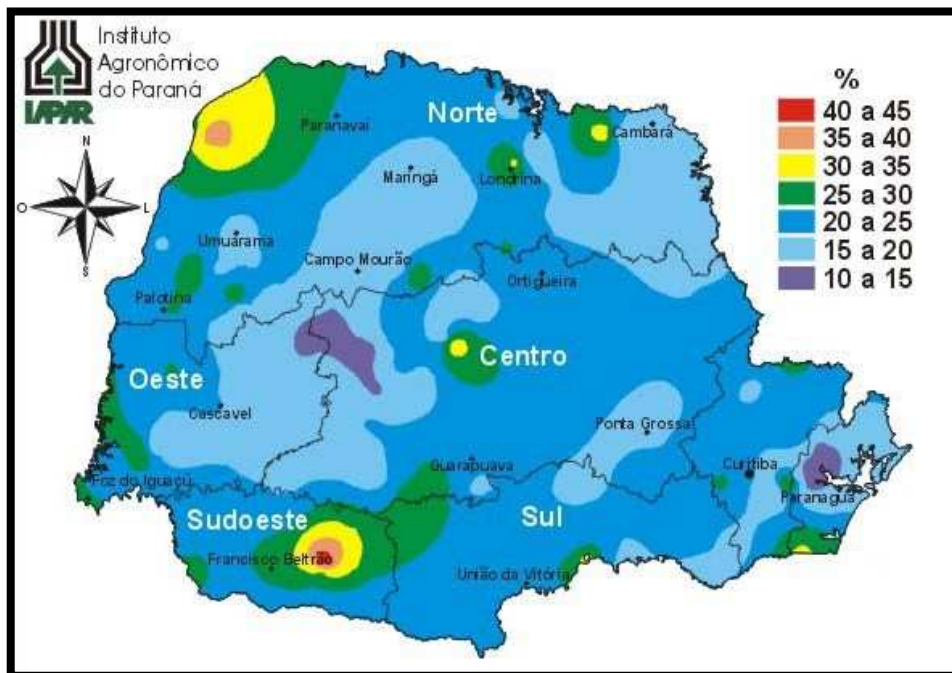 Instituto
Agronômico
do Paraná
IAPAR
N
O
L
S
%
40 a 45
35 a 40
30 a 35
25 a 30
20 a 25
15 a 20
10 a 15
Norte
Paranavaí
Cambará
Maringá
Londrina
Umuarama
Campo Mourão
Ortigueira
Palotina
Centro
Oeste
Cascavel
Ponta Grossa
Guarapuava
Curitiba
Foz do Iguaçú
Paranaguá
Sudoeste
Sul
Francisco Beltrão
União da Vitória